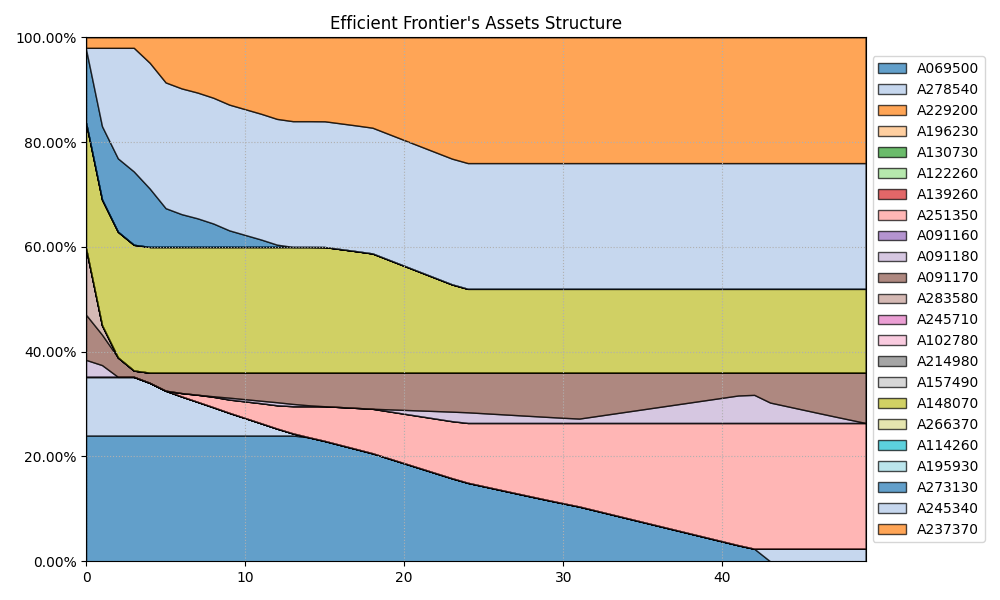 Efficient Frontier's Assets Structure
100.00%
80.00%
60.00%
40.00%
20.00%
0.00%
0
10
20
30
40
A069500
A278540
A229200
A196230
A130730
A122260
A139260
A251350
A091160
A091180
A091170
A283580
A245710
A102780
A214980
A157490
A148070
A266370
A114260
A195930
A273130
A245340
A237370